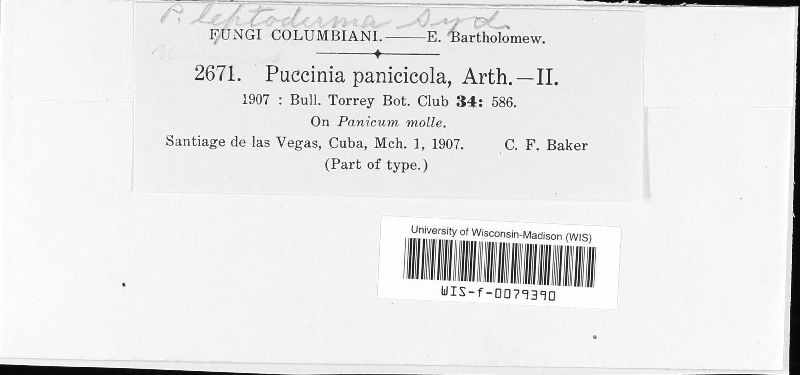 P. leptoderma Syd.
FUNGI COLUMBIANI.——E. Bartholomew.
2671. Puccinia panicicola, Arth.—II.
1907 : Bull. Torrey Bot. Club 34: 586.
On Panicum molle.
Santiage de las Vegas, Cuba, Mch. 1, 1907. C. F. Baker
(Part of type.)
University of Wisconsin-Madison (WIS)
WIS-f-0079390